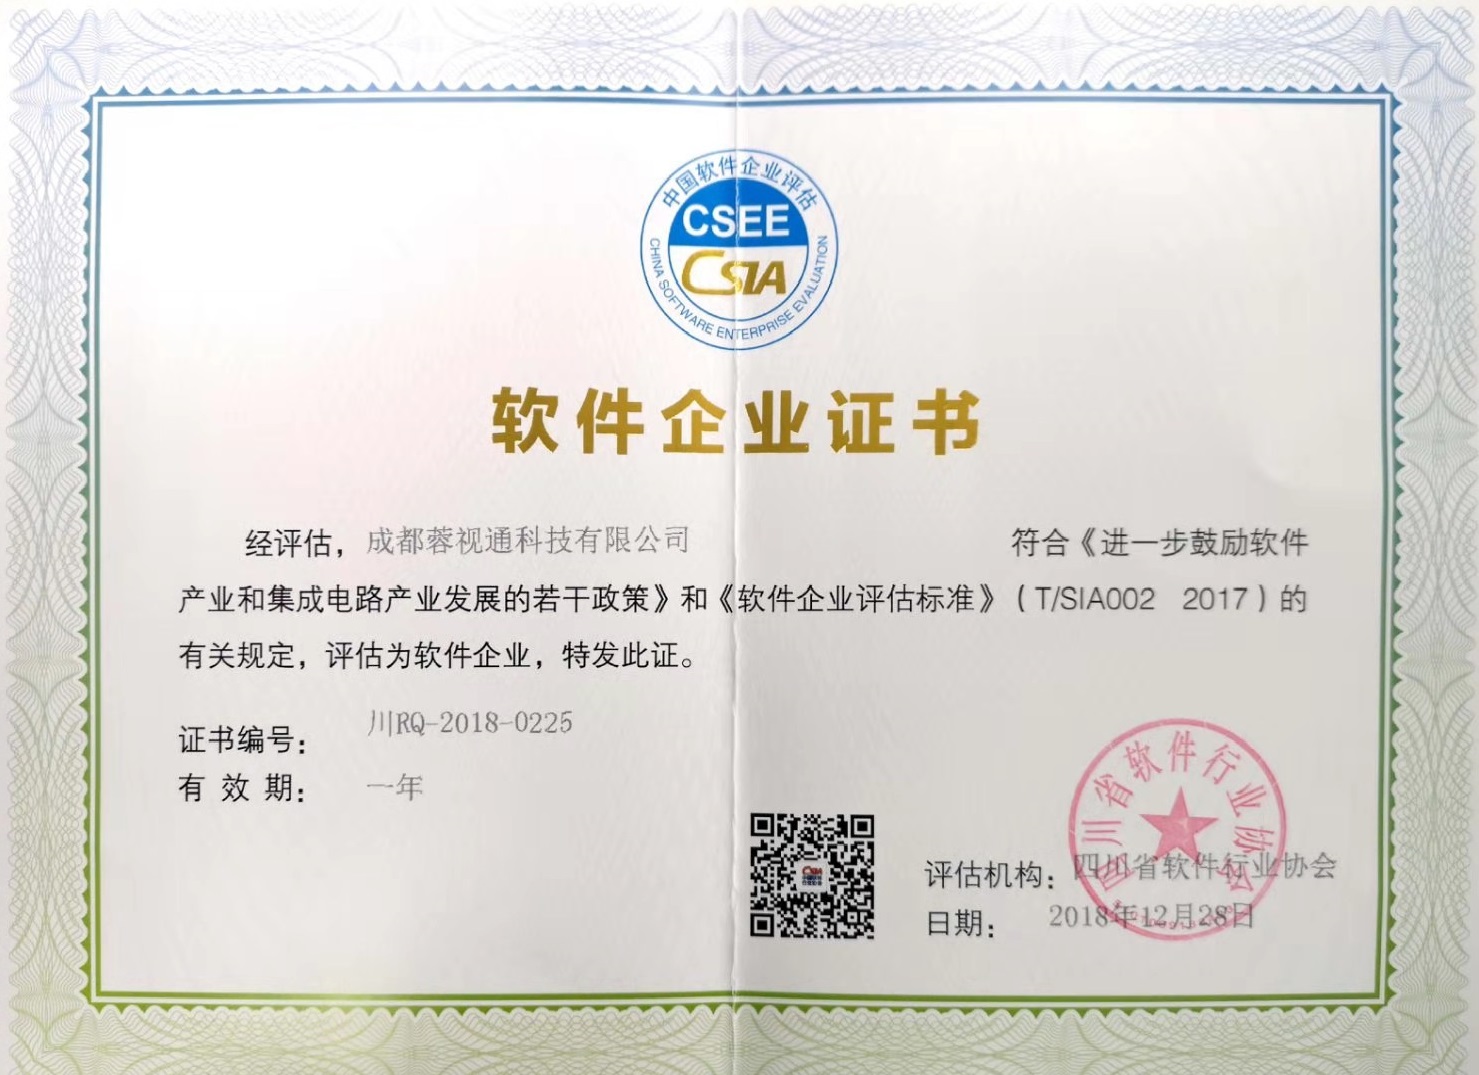 中国软件企业评估
CSEE
CSIA
CHINA SOFTWARE ENTERPRISE EVALUATION
软件企业证书
经评估，成都蓉视通科技有限公司 符合《进一步鼓励软件
产业和集成电路产业发展的若干政策》和《软件企业评估标准》（T/SIA002 2017）的
有关规定，评估为软件企业，特发此证。
证书编号： 川RQ-2018-0225
有效期： 一年
评估机构：四川省软件行业协会
日期： 2018年12月28日
四川省软件行业协会